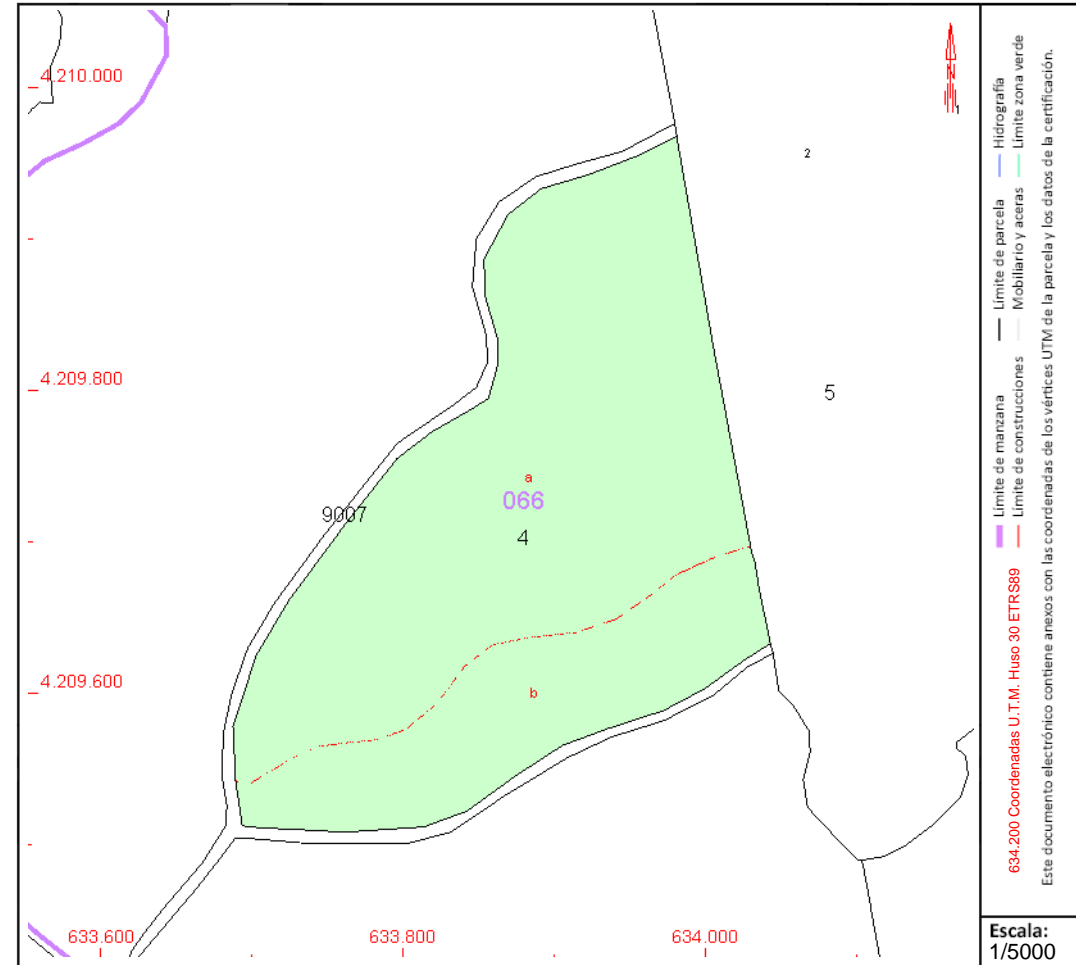 4.210.000
N
2
4.209.800
5
a
066
9007
4
4.209.600
b
633.600
633.800
634.000
634.200 Coordenadas U.T.M. Huso 30 ETRS89
Límite de manzana
Límite de construcciones
Límite de parcela
Mobiliario y aceras
Hidrografía
Límite zona verde
Este documento electrónico contiene anexos con las coordenadas de los vértices UTM de la parcela y los datos de la certificación.
Escala:
1/5000